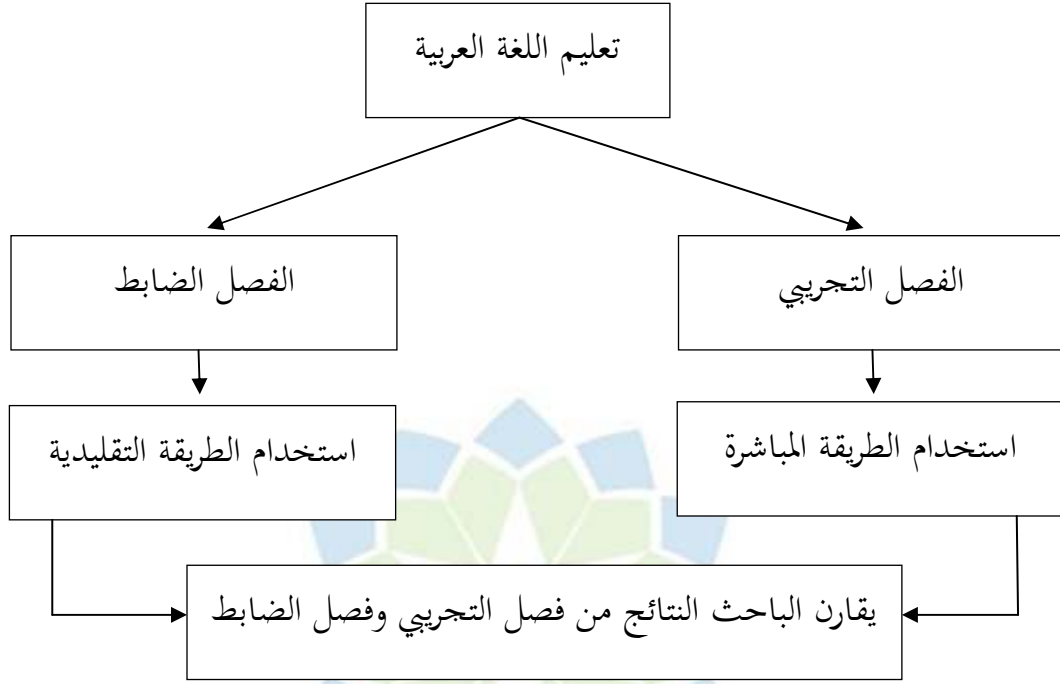 تعليم اللغة العربية
الفصل التجريبي
الفصل الضابط
استخدام الطريقة المباشرة
استخدام الطريقة التقليدية
يقارن الباحث النتائج من فصل التجريبي وفصل الضابط